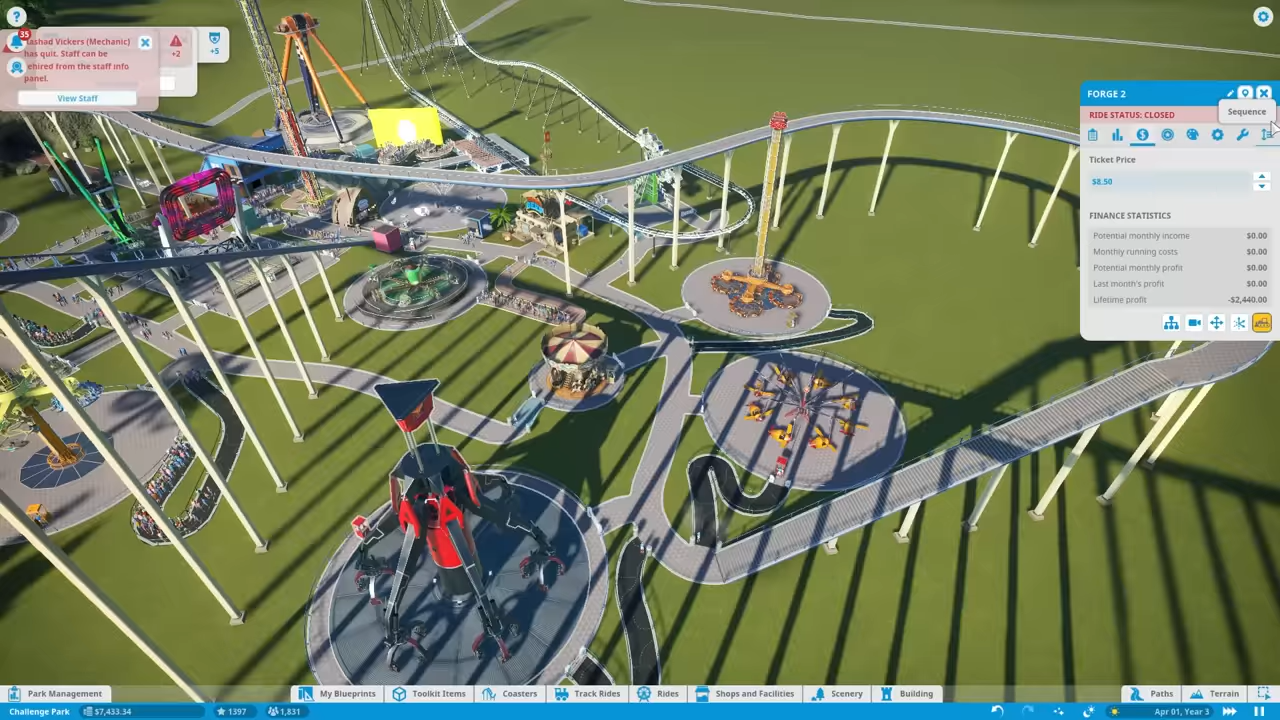 ?
35
ashad Vickers (Mechanic)
has quit. Staff can be
ehired from the staff info
panel.
View Staff
+2
+5
FORGE 2
RIDE STATUS: CLOSED
Sequence
Ticket Price
$8.50
FINANCE STATISTICS
Potential monthly income $0.00
Monthly running costs $0.00
Potential monthly profit $0.00
Last month's profit $0.00
Lifetime profit -$2,440.00
Park Management
My Blueprints
Toolkit Items
Coasters
Track Rides
Rides
Shops and Facilities
Scenery
Building
Paths
Terrain
Challenge Park
$7,433.34
1397
1,831
Apr 01, Year 3